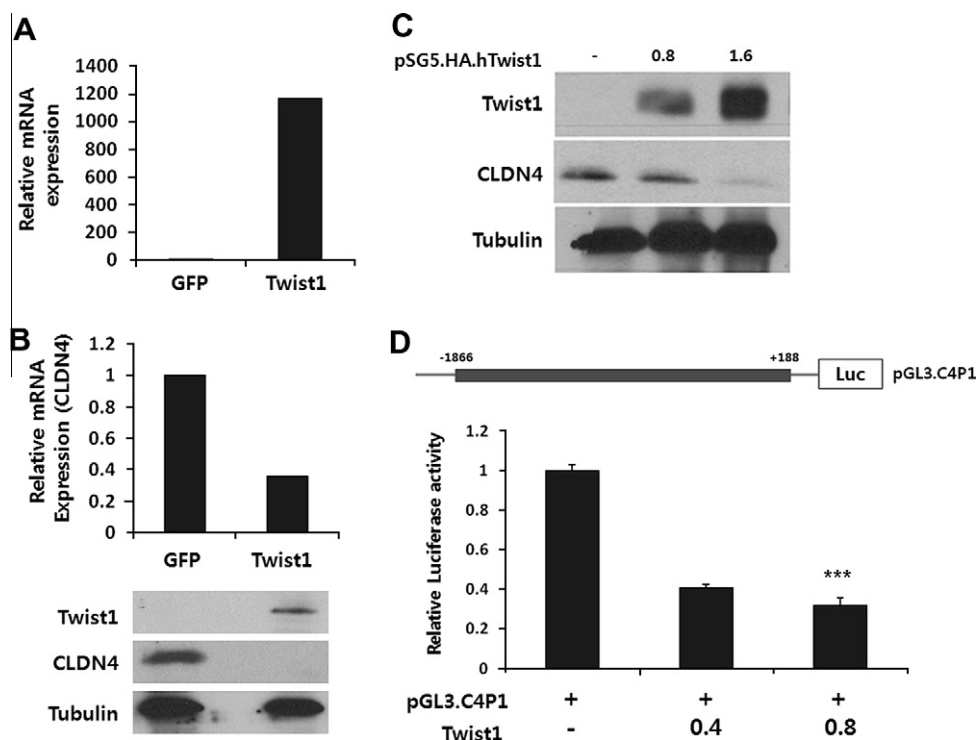 A
Relative mRNA
expression
1400
1200
1000
800
600
400
200
0
GFP Twist1
B
Relative mRNA
Expression (CLDN4)
1.2
1
0.8
0.6
0.4
0.2
0
GFP Twist1
Twist1
CLDN4
Tubulin
C
pSG5.HA.hTwist1 - 0.8 1.6
Twist1
CLDN4
Tubulin
D
-1866 +188
Luc pGL3.C4P1
Relative Luciferase activity
1.2
1
0.8
0.6
0.4
0.2
0
***
pGL3.C4P1 + + +
Twist1 - 0.4 0.8